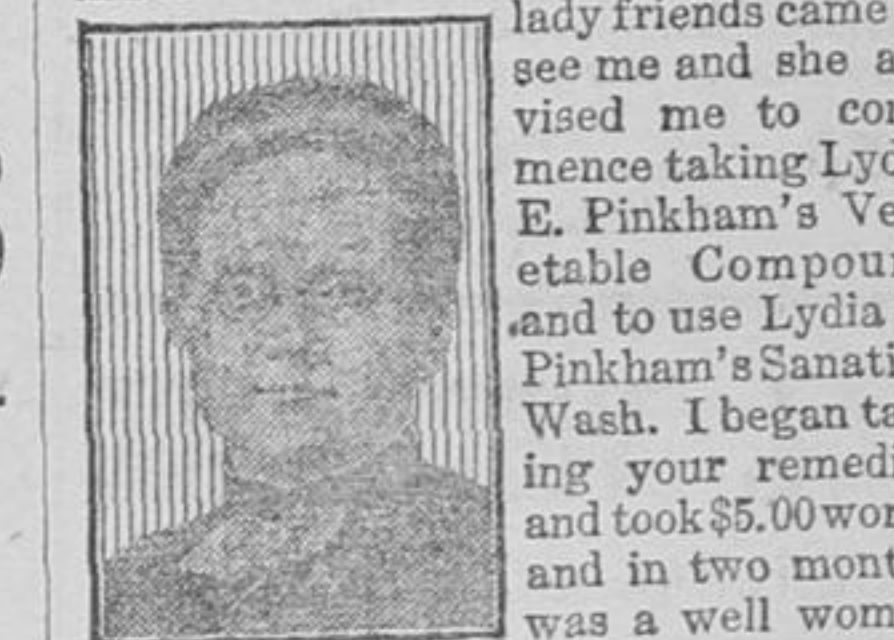 lady friends came
see me and she a
vised me to co
mence taking Lyd
E. Pinkham's Ve
etable Compou
and to use Lydia
Pinkham's Sanati
Wash. I began ta
ing your remedi
and took $5.00 wor
and in two mont
was a well wom